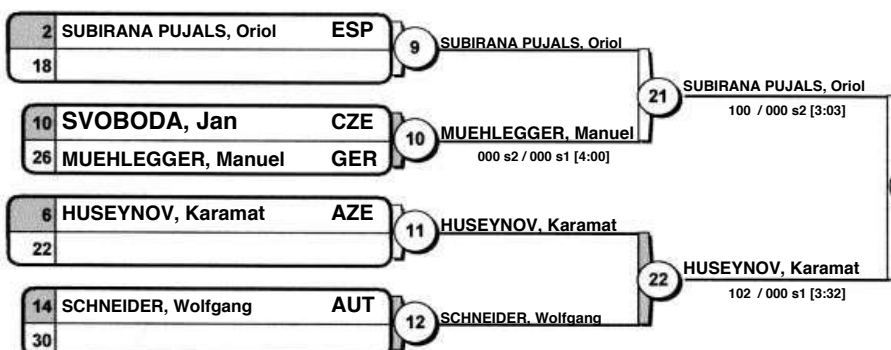 2 SUBIRANA PUJALS, Oriol ESP
18
9
SUBIRANA PUJALS, Oriol
10 SVOBODA, Jan CZE
26 MUEHLEGGER, Manuel GER
10
MUEHLEGGER, Manuel
000 s2 / 000 s1 [4:00]
21
SUBIRANA PUJALS, Oriol
100 / 000 s2 [3:03]
6 HUSEYNOV, Karamat AZE
22
11
HUSEYNOV, Karamat
14 SCHNEIDER, Wolfgang AUT
30
12
SCHNEIDER, Wolfgang
22
HUSEYNOV, Karamat
102 / 000 s1 [3:32]